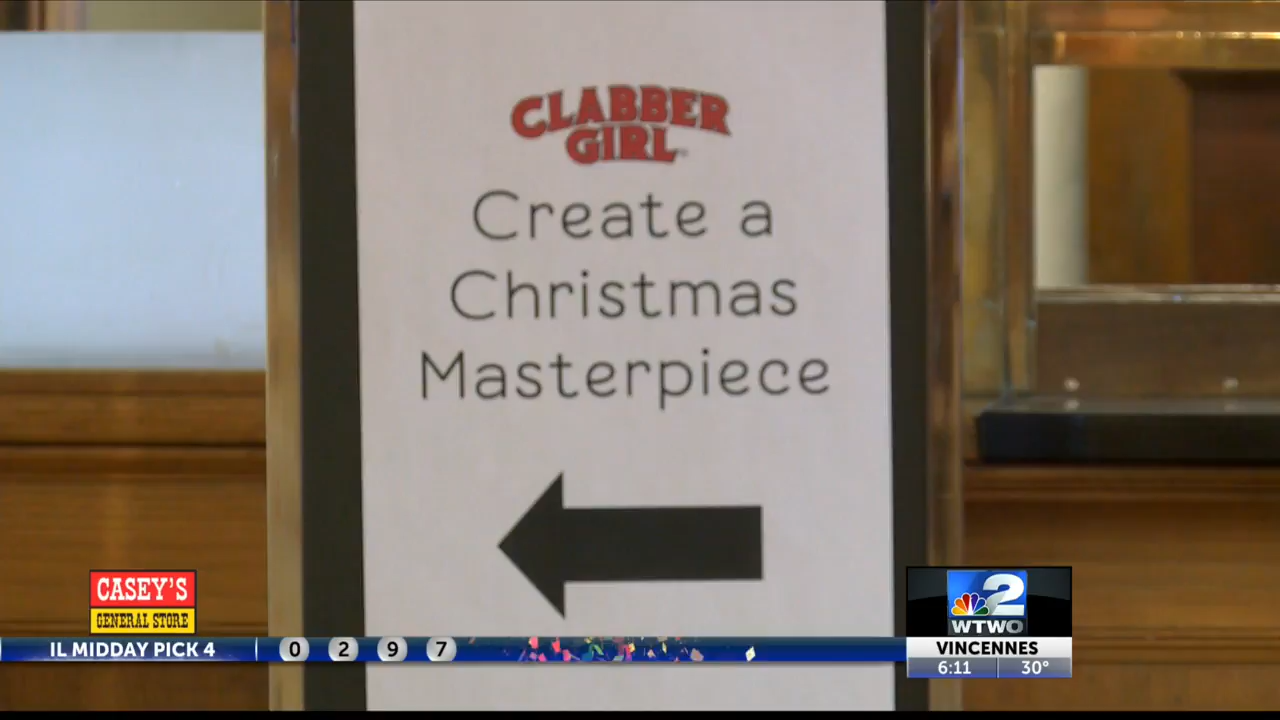 CLABBER
GIRL
Create a
Christmas
Masterpiece
CASEY'S
GENERAL STORE
IL MIDDAY PICK 4
0 2 9 7
2
WTWO
VINCENNES
6:11 30°